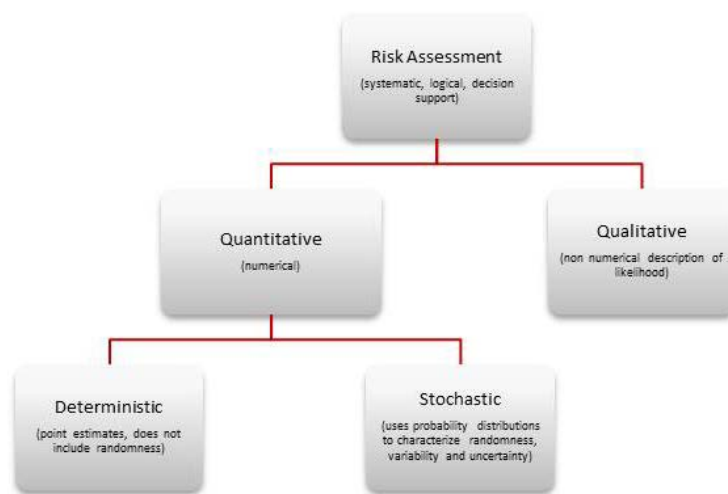 Risk Assessment
(systematic, logical, decision
support)
Quantitative
(numerical)
Qualitative
(non numerical description of
likelihood)
Deterministic
(point estimates, does not
include randomness)
Stochastic
(uses probability distributions
to characterize randomness,
variability and uncertainty)